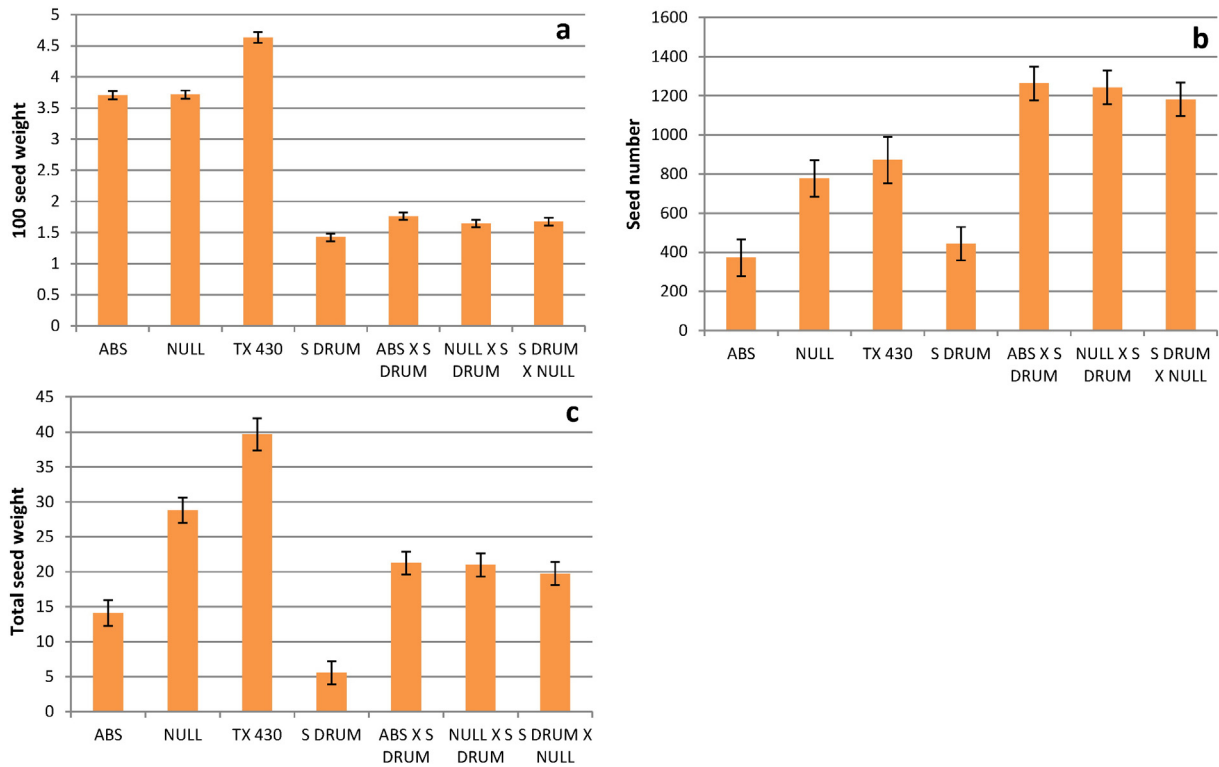 a
100 seed weight
5
4.5
4
3.5
3
2.5
2
1.5
1
0.5
0
ABS NULL TX 430 S DRUM ABS X S NULL X S S DRUM
DRUM DRUM X NULL
b
Seed number
1600
1400
1200
1000
800
600
400
200
0
ABS NULL TX 430 S DRUM ABS X S NULL X S S DRUM
DRUM DRUM X NULL
c
Total seed weight
45
40
35
30
25
20
15
10
5
0
ABS NULL TX 430 S DRUM ABS X S NULL X S S DRUM X
DRUM DRUM NULL